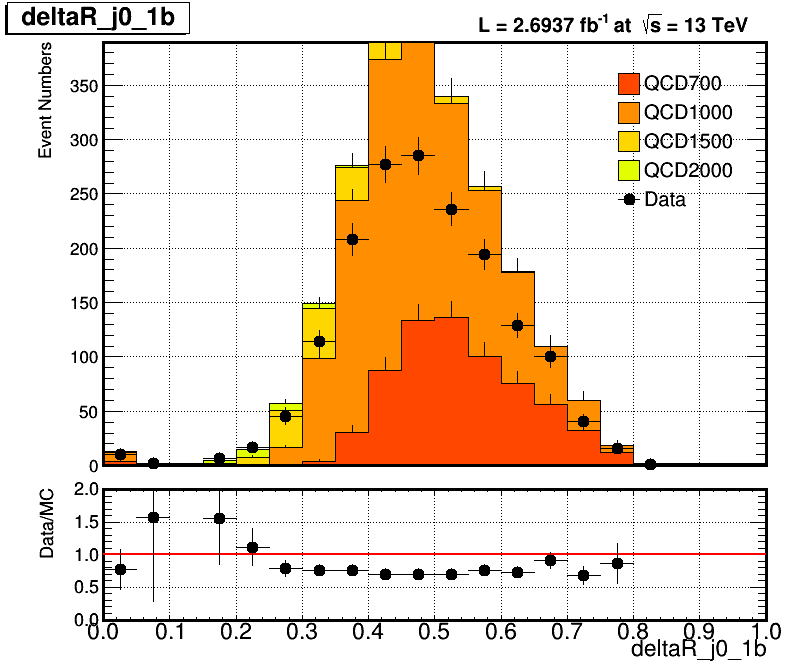 deltaR_j0_1b
L = 2.6937 fb-1 at √s = 13 TeV
Event Numbers
350
300
250
200
150
100
50
0
QCD700
QCD1000
QCD1500
QCD2000
Data
Data/MC
2.0
1.5
1.0
0.5
0.0
0.0 0.1 0.2 0.3 0.4 0.5 0.6 0.7 0.8 0.9 1.0
deltaR_j0_1b